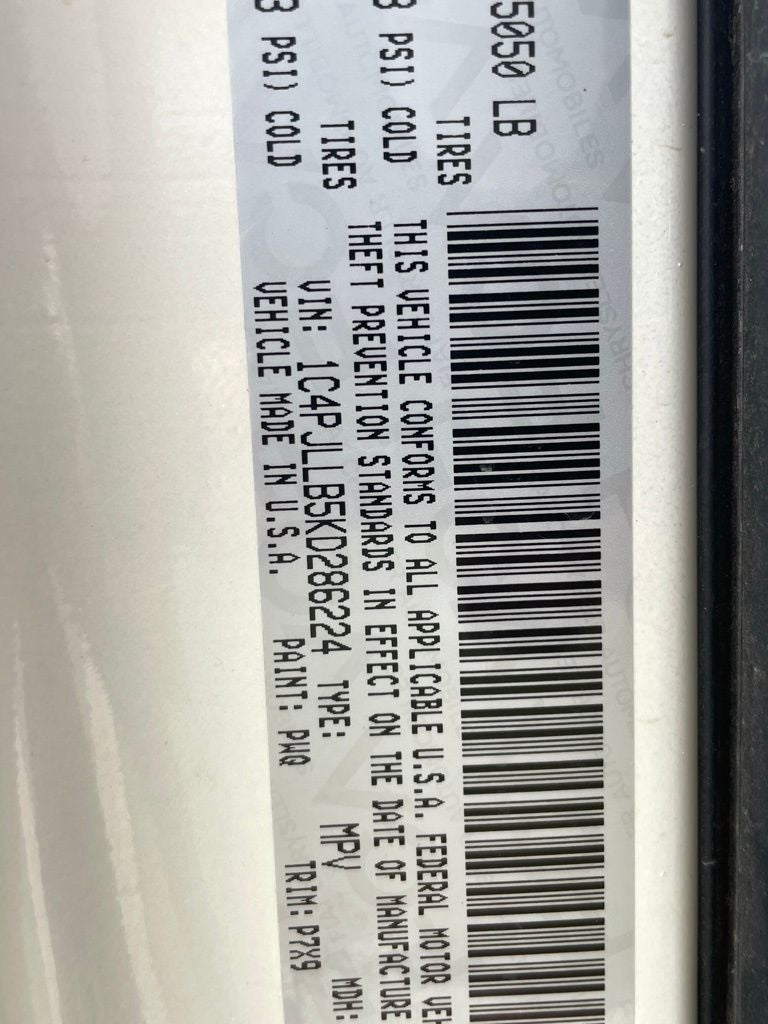 5050 LB
TIRES
3 PSI) COLD
TIRES
3 PSI) COLD
THIS VEHICLE CONFORMS TO ALL APPLICABLE U.S.A. FEDERAL MOTOR VEH
THEFT PREVENTION STANDARDS IN EFFECT ON THE DATE OF MANUFACTURE
VIN: 1C4PJLLB5KD286224 TYPE: MPV MDH:
VEHICLE MADE IN U.S.A. PAINT: PWQ TRIM: P7X9